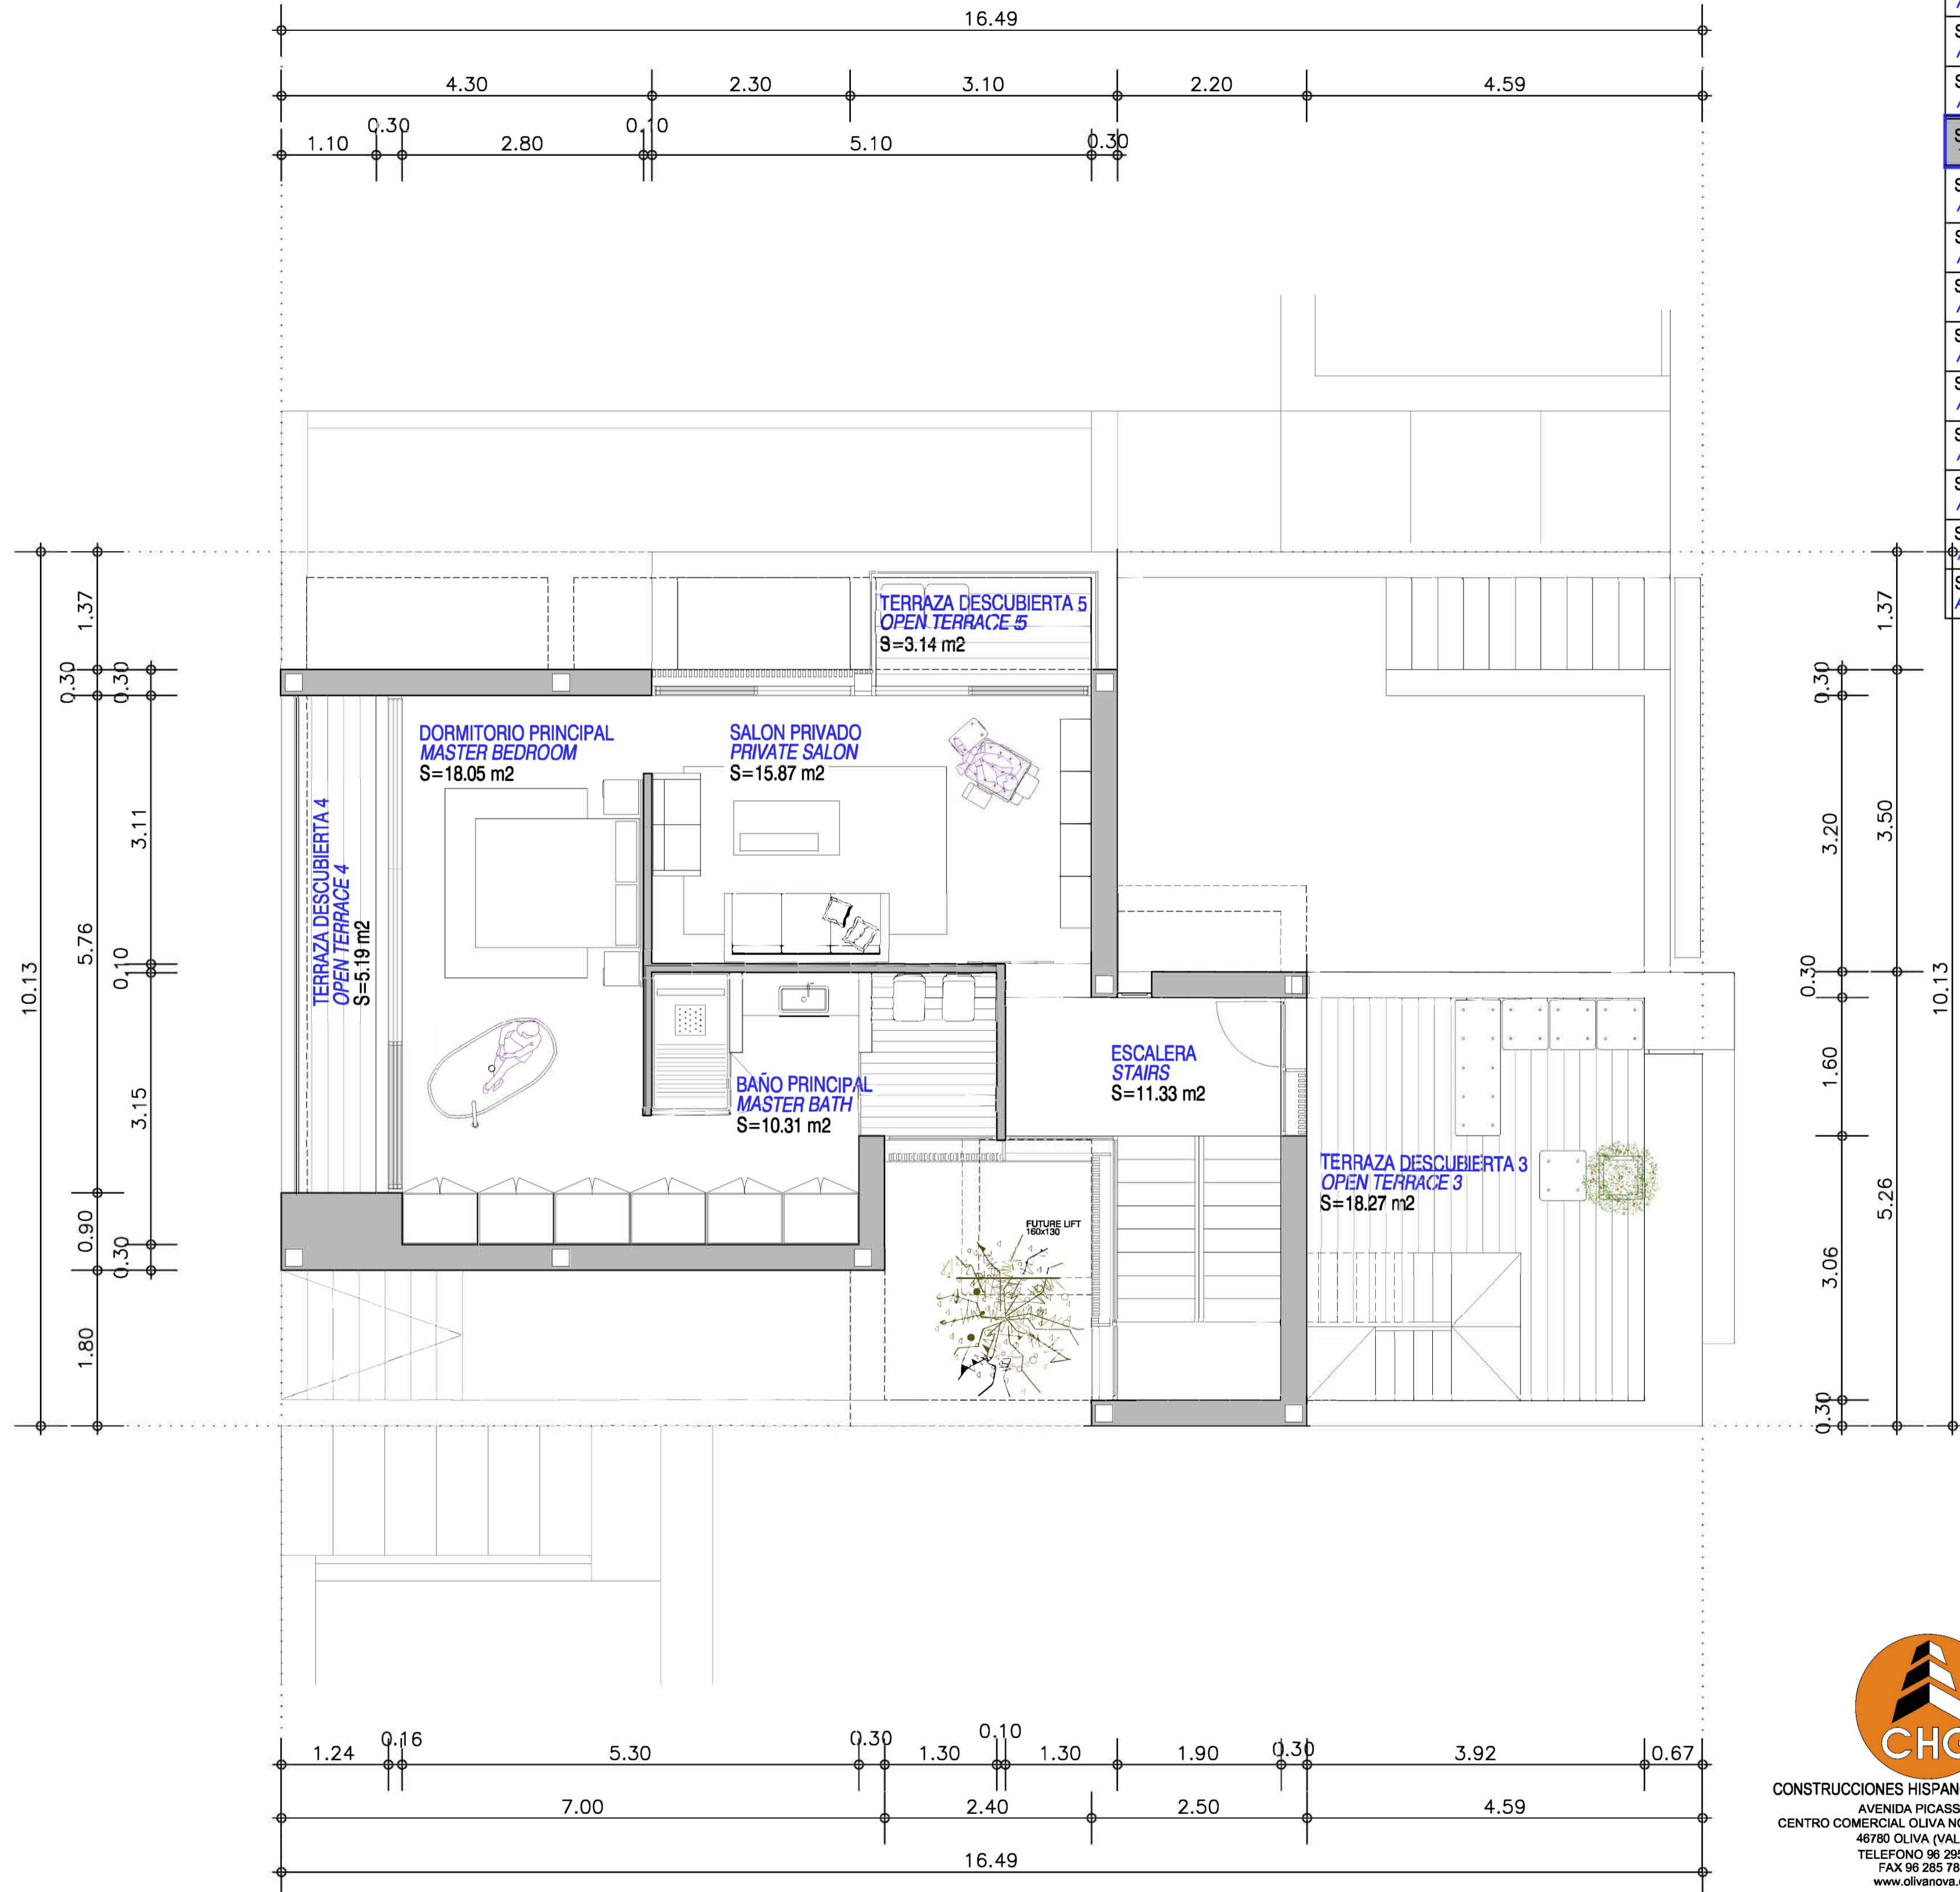 16.49
4.30 2.30 3.10 2.20 4.59
1.10 0.30 2.80 0.10 5.10 0.30
TERRAZA DESCUBIERTA 5
OPEN TERRACE 5
S=3.14 m2
DORMITORIO PRINCIPAL
MASTER BEDROOM
S=18.05 m2
SALON PRIVADO
PRIVATE SALON
S=15.87 m2
TERRAZA DESCUBIERTA 4
OPEN TERRACE 4
S=5.19 m2
BAÑO PRINCIPAL
MASTER BATH
S=10.31 m2
ESCALERA
STAIRS
S=11.33 m2
TERRAZA DESCUBIERTA 3
OPEN TERRACE 3
S=18.27 m2
FUTURE LIFT
160x130
10.13
1.37 0.30 5.76 0.90 1.80
0.30 3.11 0.10 3.15 0.30
0.30 3.20 0.30 1.60 3.06 0.30
1.37 3.50 5.26
10.13
1.24 0.16 5.30 0.30 1.30 0.10 1.30 1.90 0.30 3.92 0.67
7.00 2.40 2.50 4.59
16.49
CHG
CONSTRUCCIONES HISPAN
AVENIDA PICASS
CENTRO COMERCIAL OLIVA NO
46780 OLIVA (VAL
TELEFONO 96 295
FAX 96 285 78
www.olivanova.